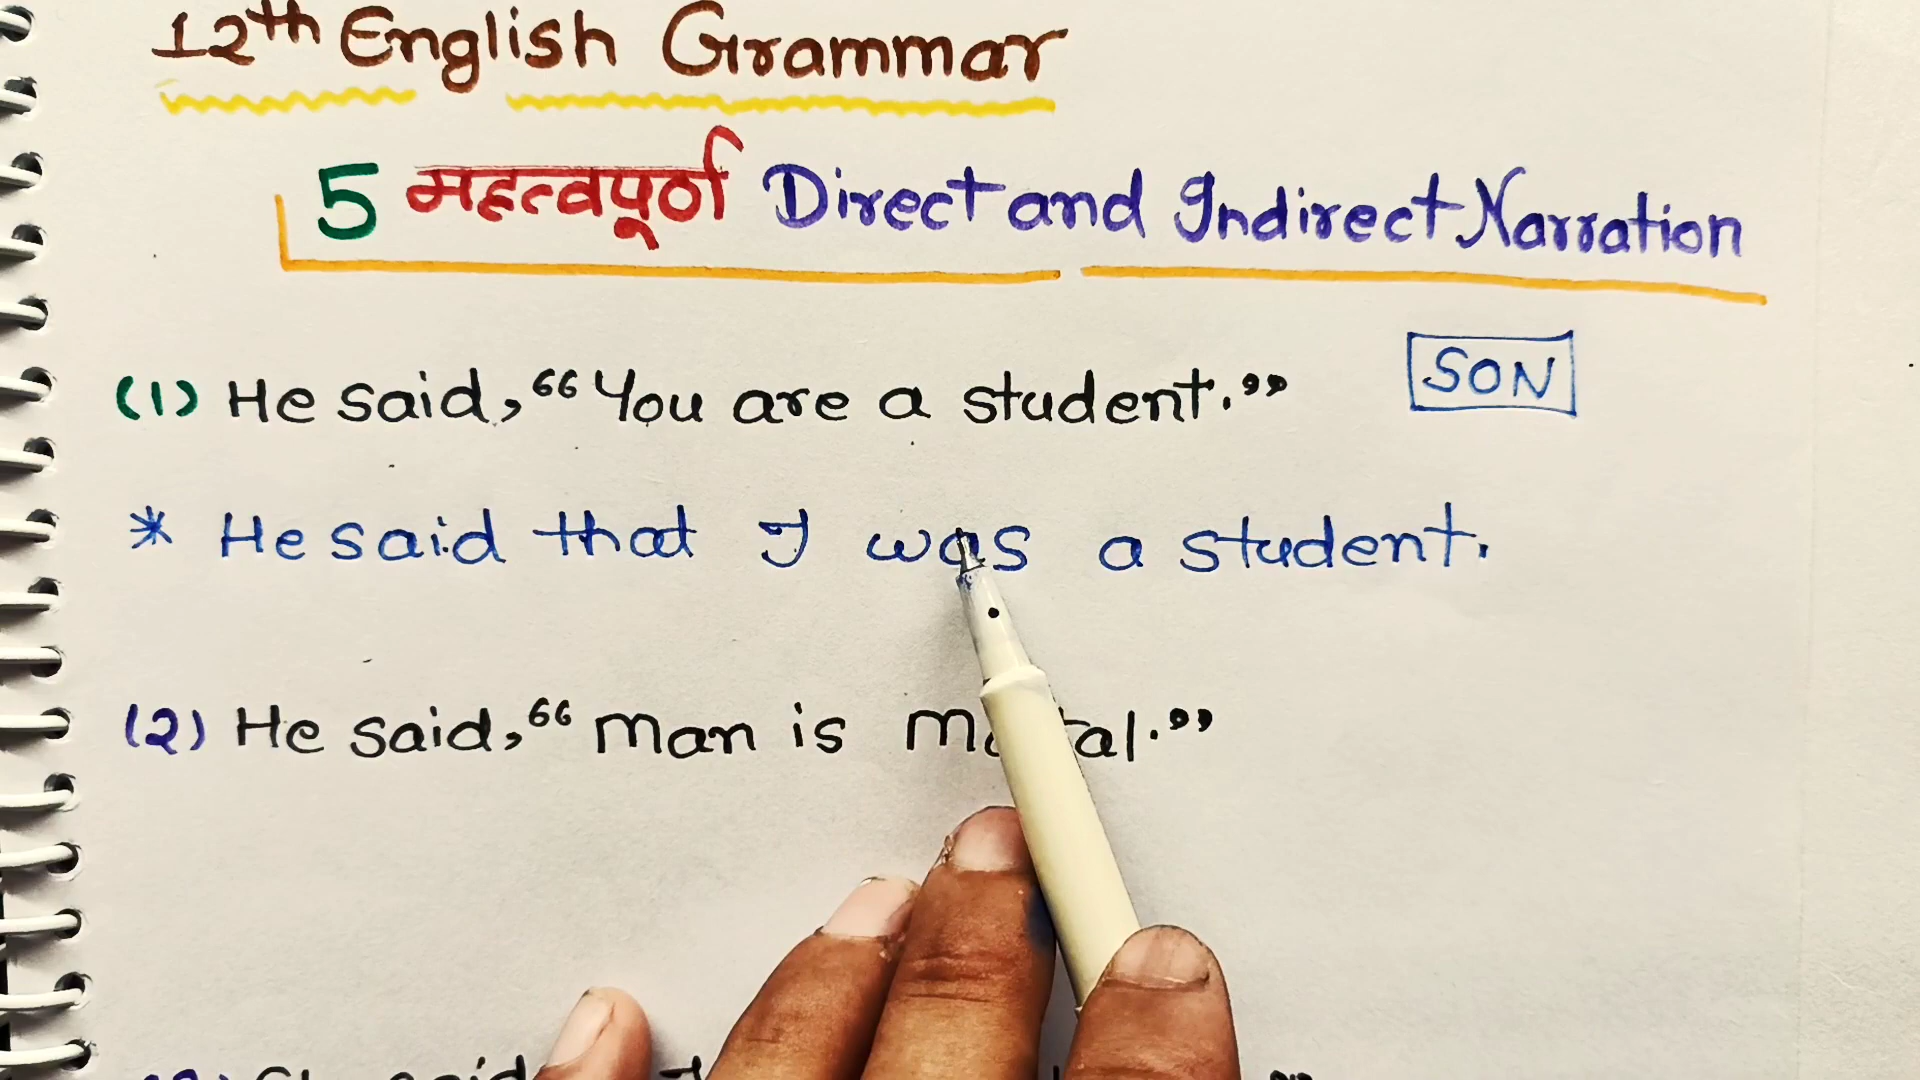 12th English Grammar
5 महत्वपूर्ण Direct and Indirect Narration
(1) He said, “You are a student.” SON
* He said that I was a student.
(2) He said, “Man is